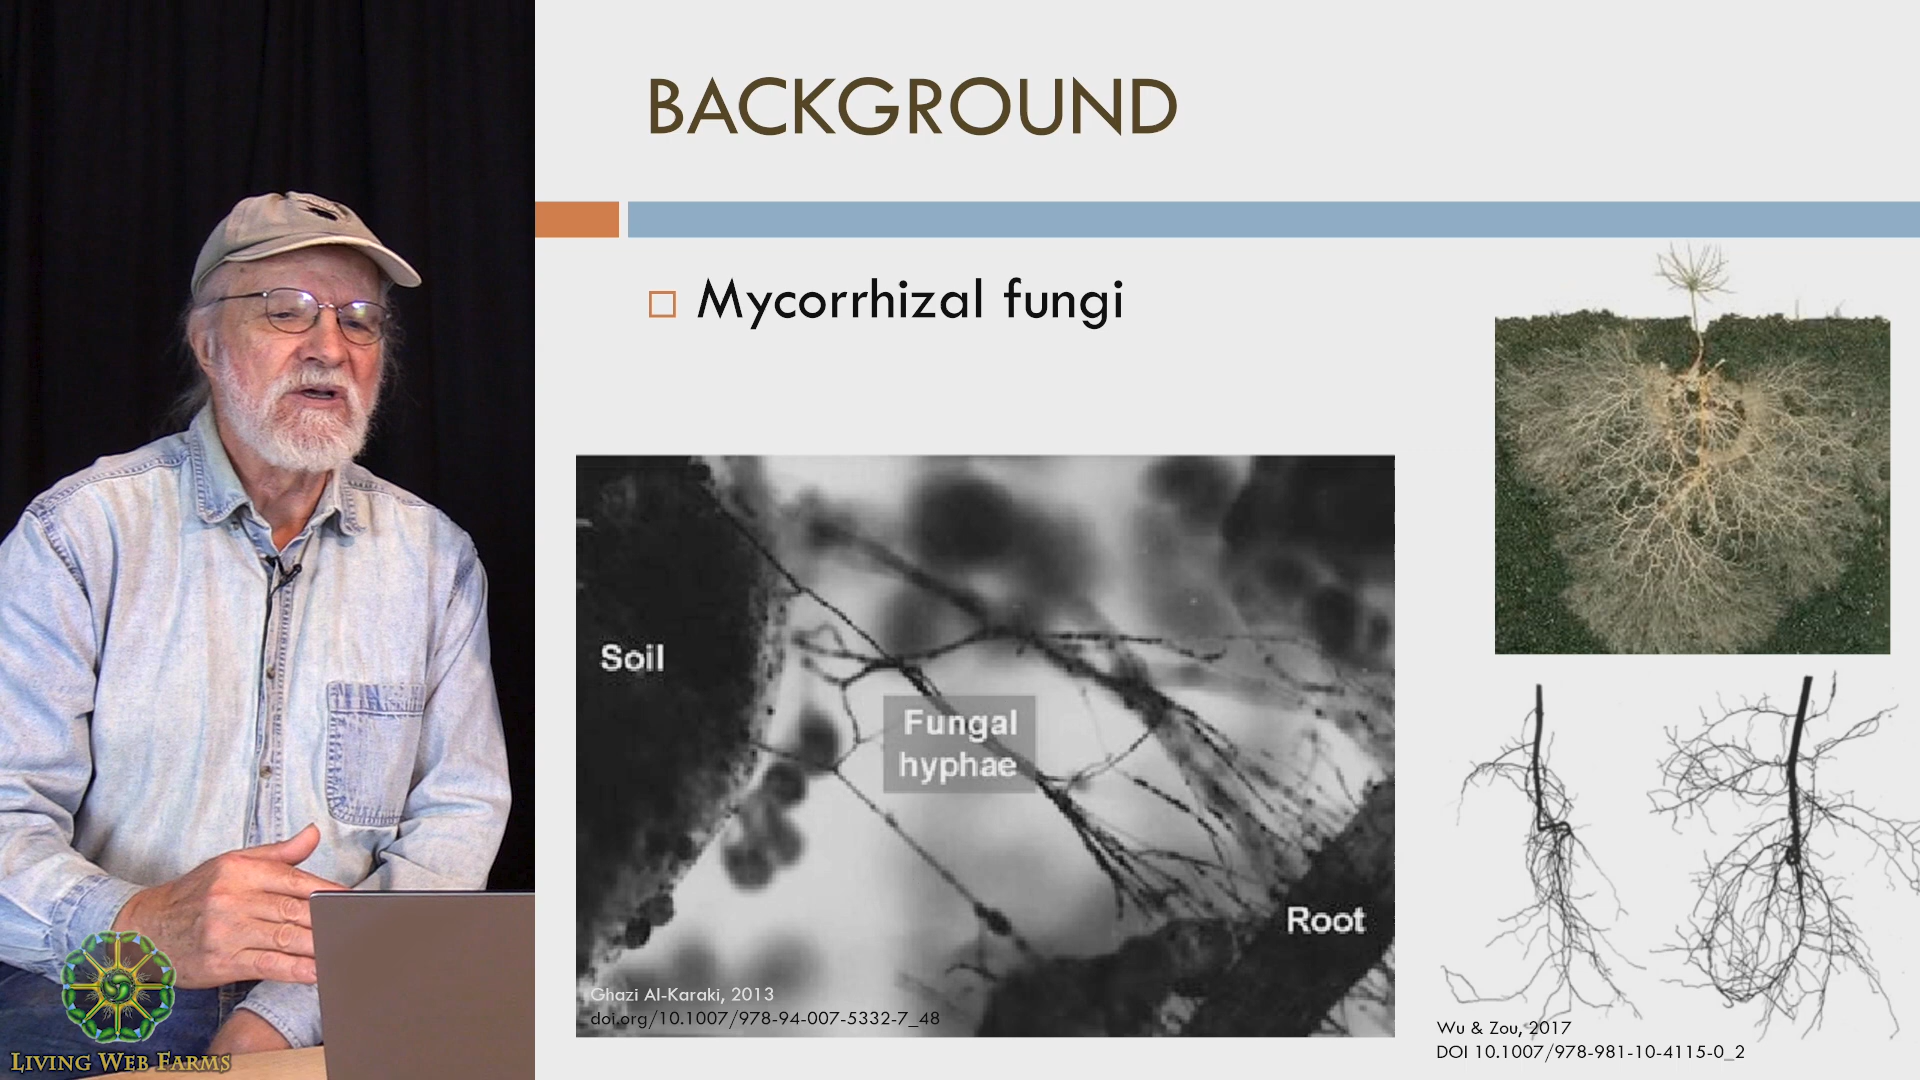 BACKGROUND
Mycorrhizal fungi
Soil
Fungal
hyphae
Root
Ghazi Al-Karaki, 2013
doi.org/10.1007/978-94-007-5332-7_48
Wu & Zou, 2017
DOI 10.1007/978-981-10-4115-0_2
LIVING WEB FARMS